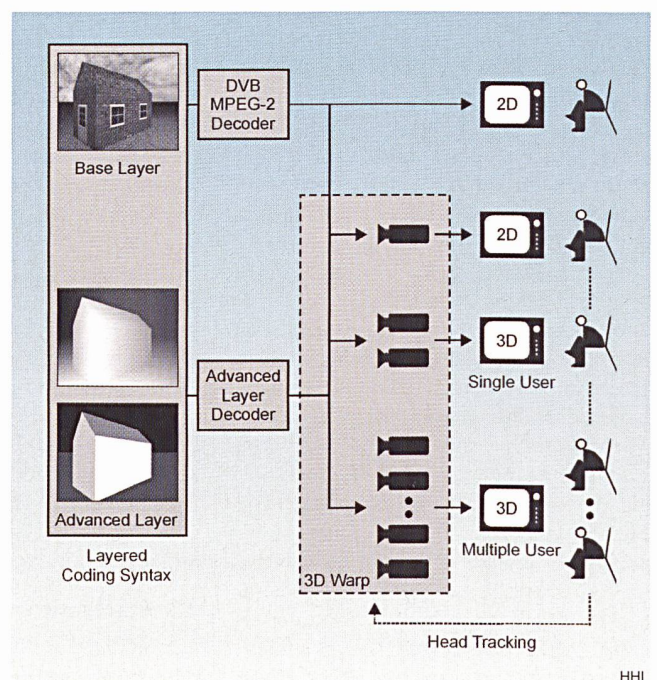 DVB
MPEG-2
Decoder
2D
Base Layer
2D
3D
Single User
Advanced
Layer
Decoder
3D
Multiple User
Advanced Layer
Layered
Coding Syntax
3D Warp
Head Tracking
HHI